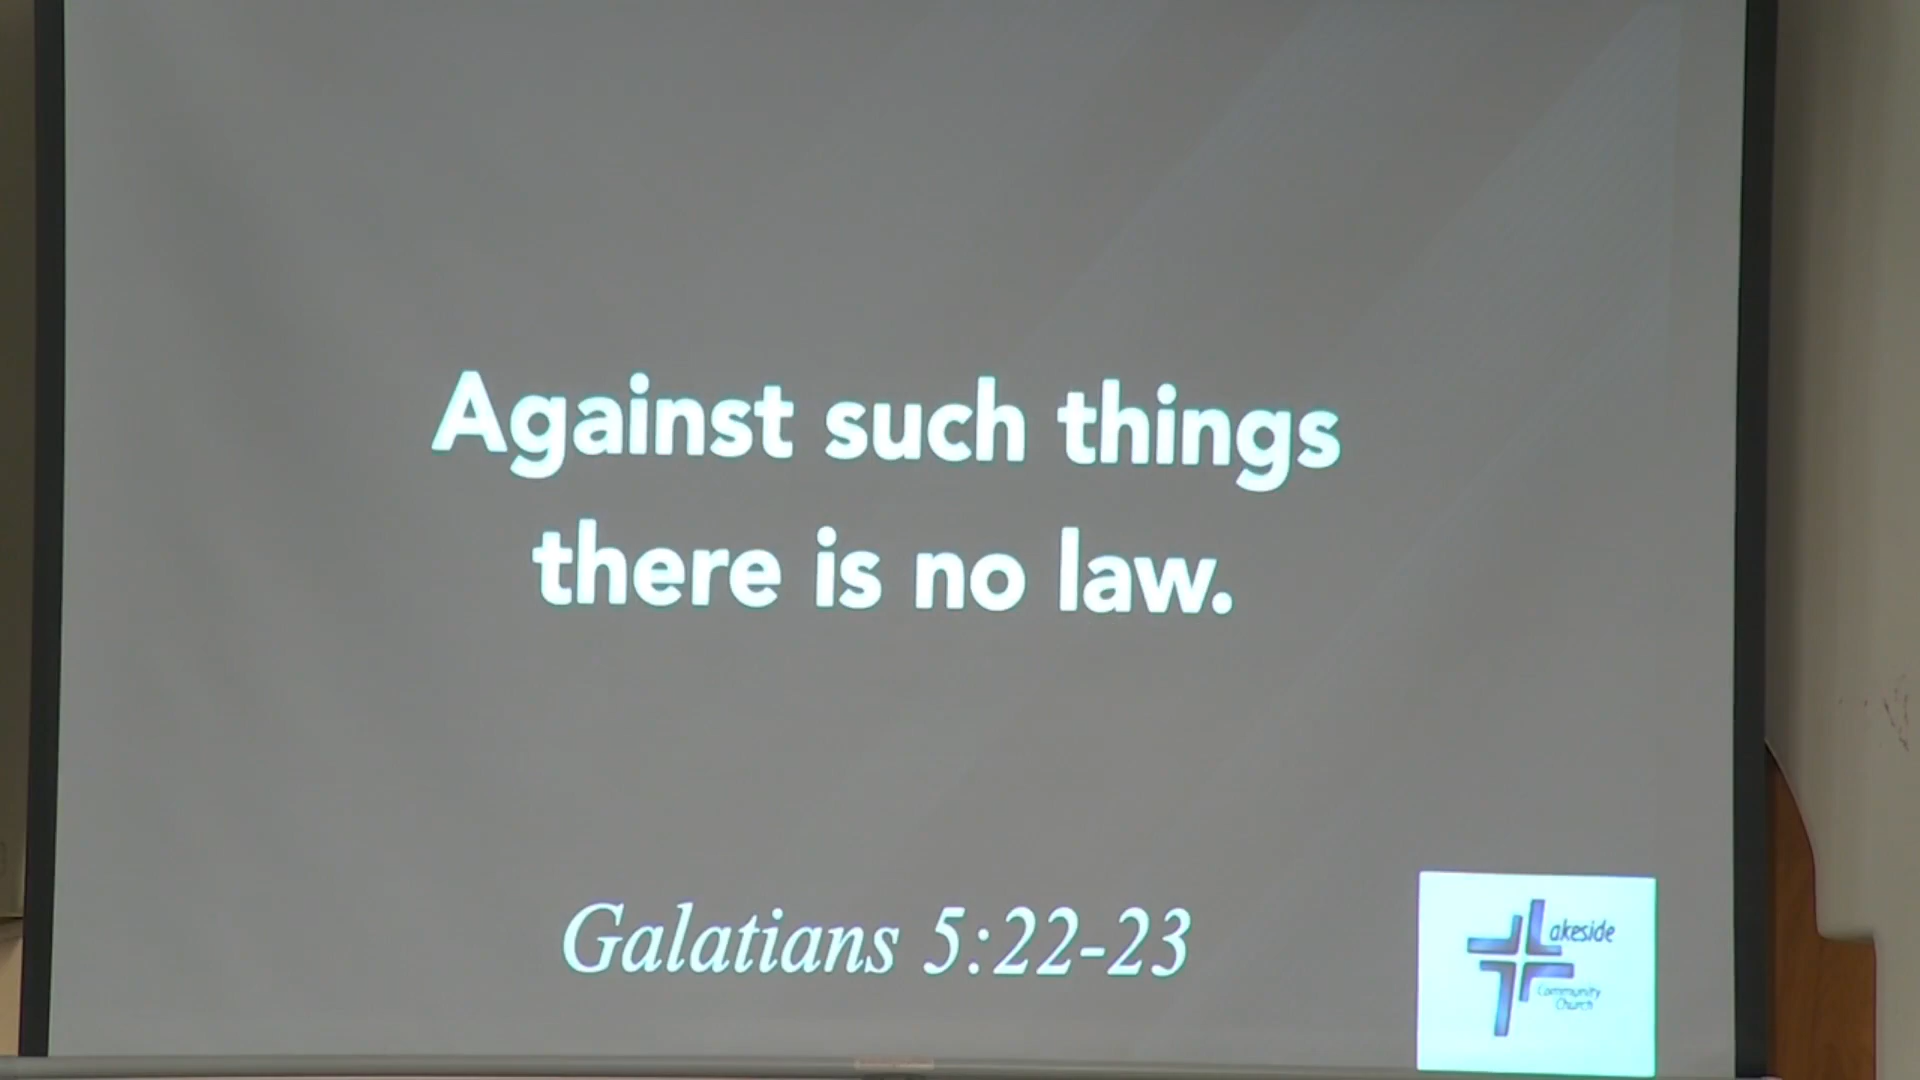 Against such things
there is no law.
Galatians 5:22-23
Lakeside
Community
Church